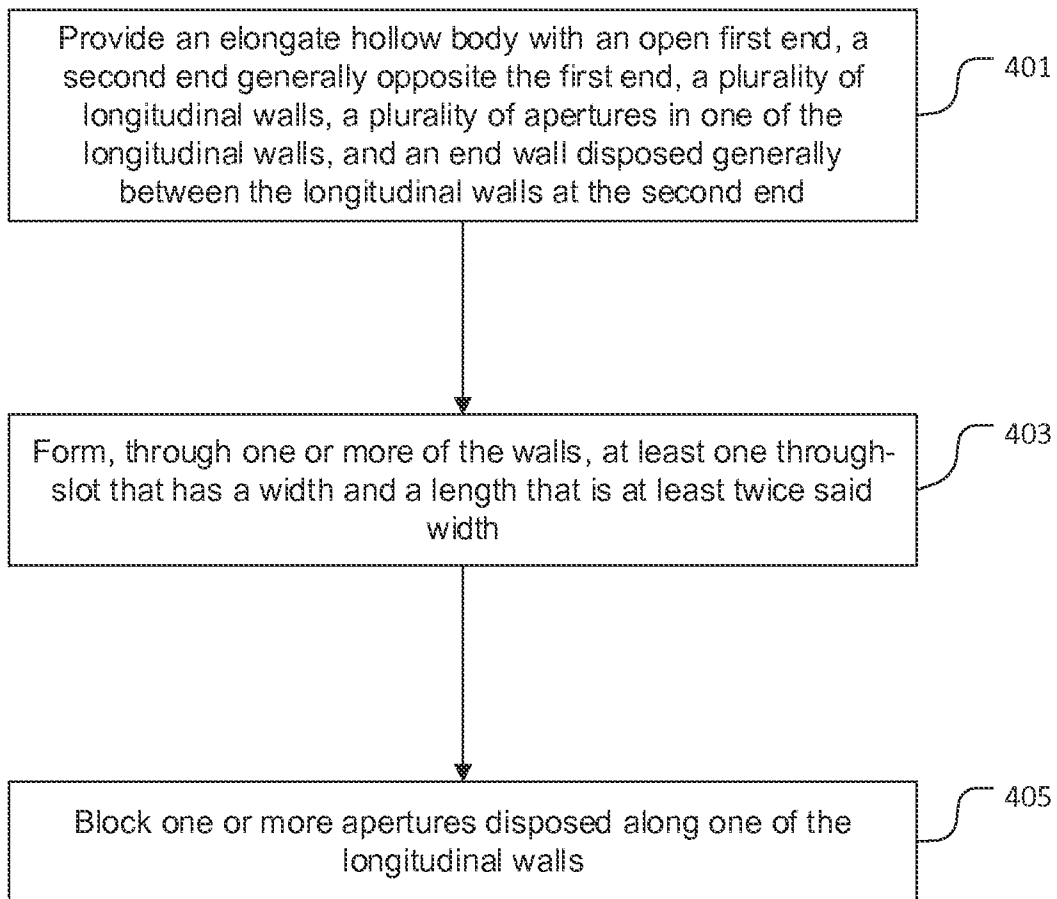 Provide an elongate hollow body with an open first end, a
second end generally opposite the first end, a plurality of
longitudinal walls, a plurality of apertures in one of the
longitudinal walls, and an end wall disposed generally
between the longitudinal walls at the second end
401
Form, through one or more of the walls, at least one through-
slot that has a width and a length that is at least twice said
width
403
Block one or more apertures disposed along one of the
longitudinal walls
405